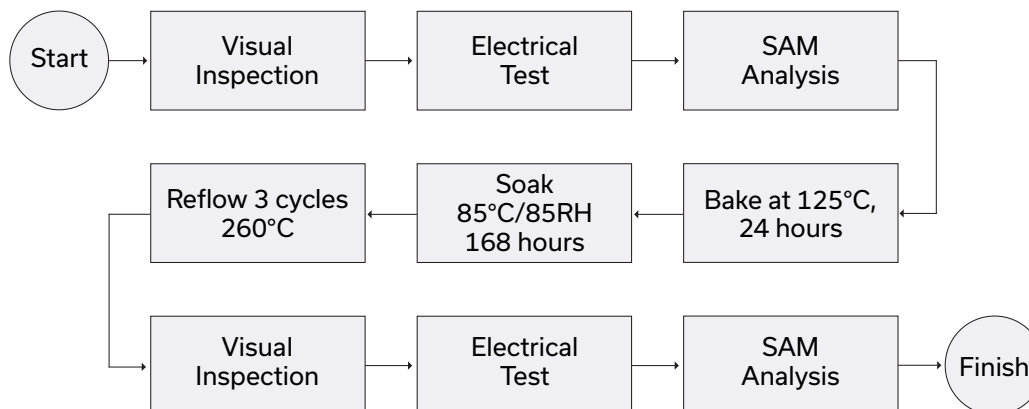 Start
Visual
Inspection
Electrical
Test
SAM
Analysis
Bake at 125°C,
24 hours
Soak
85°C/85RH
168 hours
Reflow 3 cycles
260°C
Visual
Inspection
Electrical
Test
SAM
Analysis
Finish